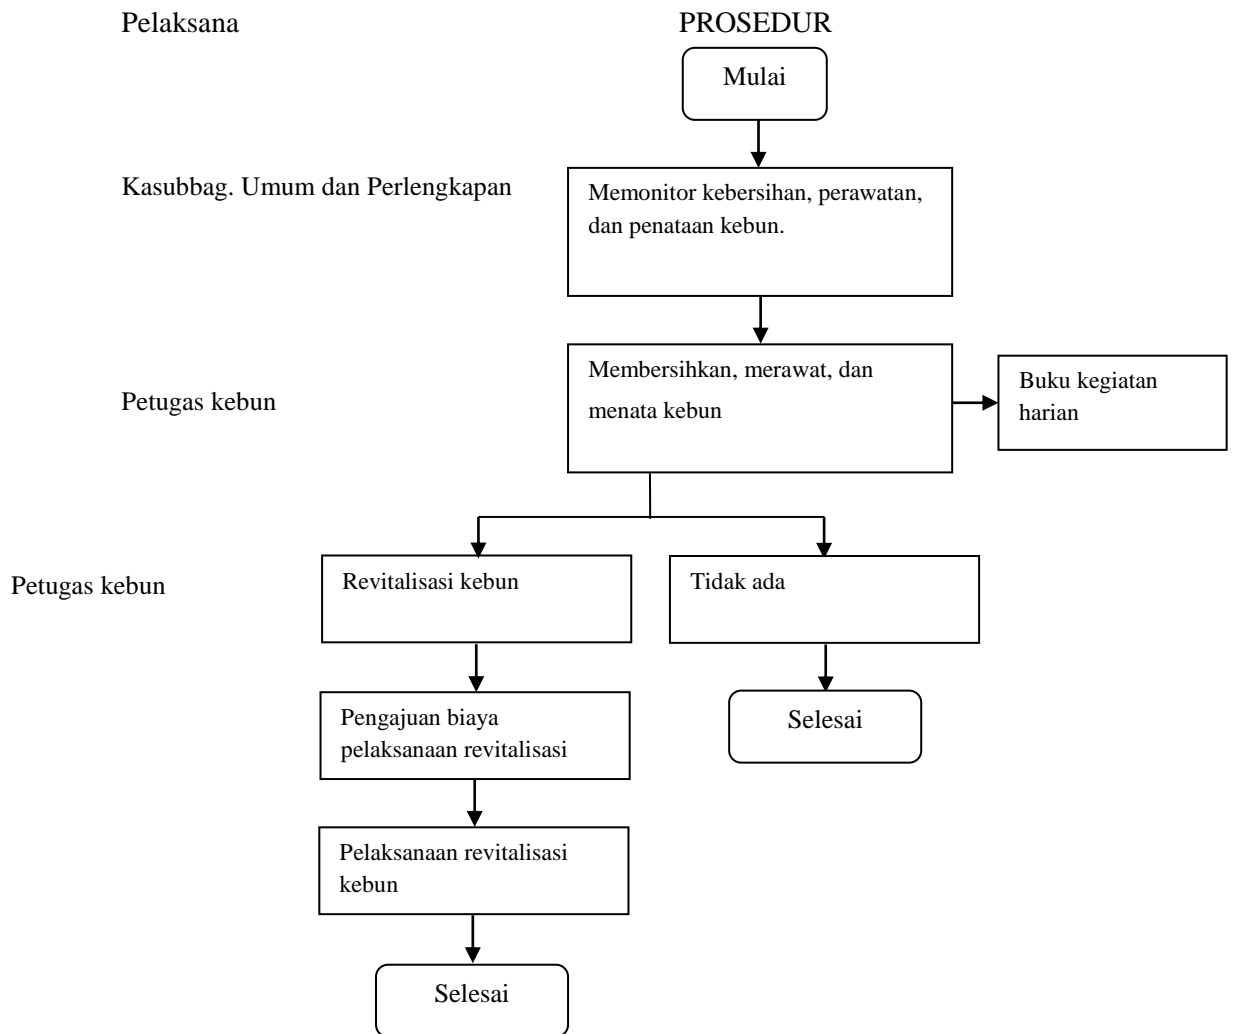 Pelaksana
PROSEDUR
Mulai
Kasubbag. Umum dan Perlengkapan
Memonitor kebersihan, perawatan,
dan penataan kebun.
Petugas kebun
Membersihkan, merawat, dan
menata kebun
Buku kegiatan
harian
Petugas kebun
Revitalisasi kebun
Tidak ada
Pengajuan biaya
pelaksanaan revitalisasi
Selesai
Pelaksanaan revitalisasi
kebun
Selesai